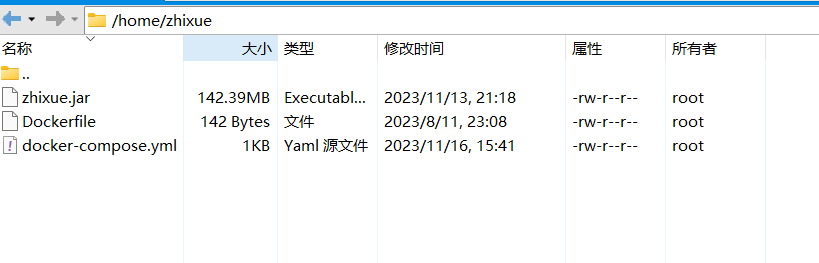 /home/zhixue
名称 大小 类型 修改时间 属性 所有者
..
zhixue.jar 142.39MB Executabl... 2023/11/13, 21:18 -rw-r--r-- root
Dockerfile 142 Bytes 文件 2023/8/11, 23:08 -rw-r--r-- root
docker-compose.yml 1KB Yaml 源文件 2023/11/16, 15:41 -rw-r--r-- root